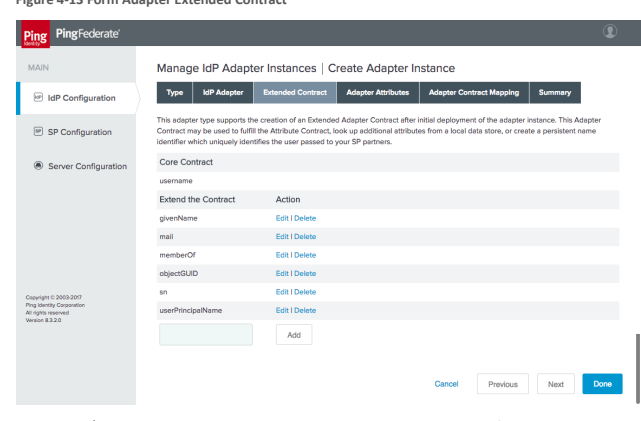 Figure 4-13 Form Adapter Extended Contract
Ping Identity
PingFederate®
MAIN
IdP Configuration
SP Configuration
Server Configuration
Copyright © 2003-2017
Ping Identity Corporation
All rights reserved
Version 8.3.2.0
Manage IdP Adapter Instances | Create Adapter Instance
Type IdP Adapter Extended Contract Adapter Attributes Adapter Contract Mapping Summary
This adapter type supports the creation of an Extended Adapter Contract after initial deployment of the adapter instance. This Adapter
Contract may be used to fulfill the Attribute Contract, look up additional attributes from a local data store, or create a persistent name
identifier which uniquely identifies the user passed to your SP partners.
Core Contract
username
Extend the Contract Action
givenName Edit | Delete
mail Edit | Delete
memberOf Edit | Delete
objectGUID Edit | Delete
sn Edit | Delete
userPrincipalName Edit | Delete
Add
Cancel Previous Next Done